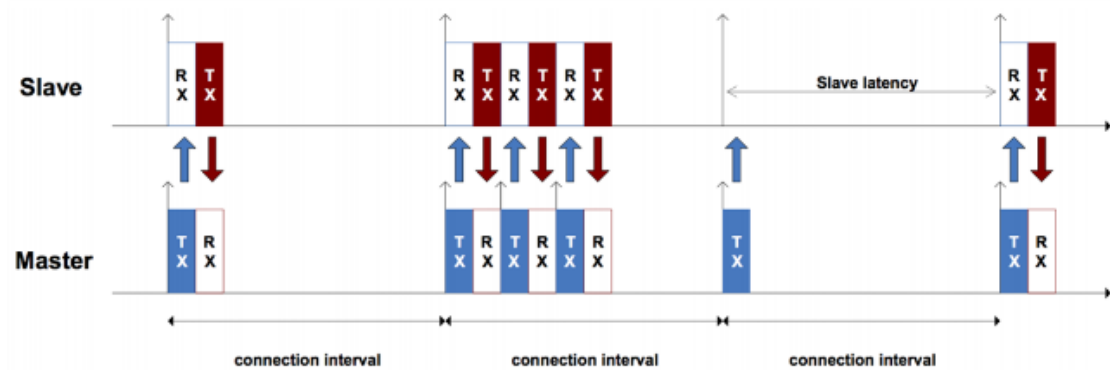 Slave
RX TX
RX TX RX TX RX TX
Slave latency
RX TX
Master
TX RX
TX RX TX RX TX RX
TX
TX RX
connection interval
connection interval
connection interval